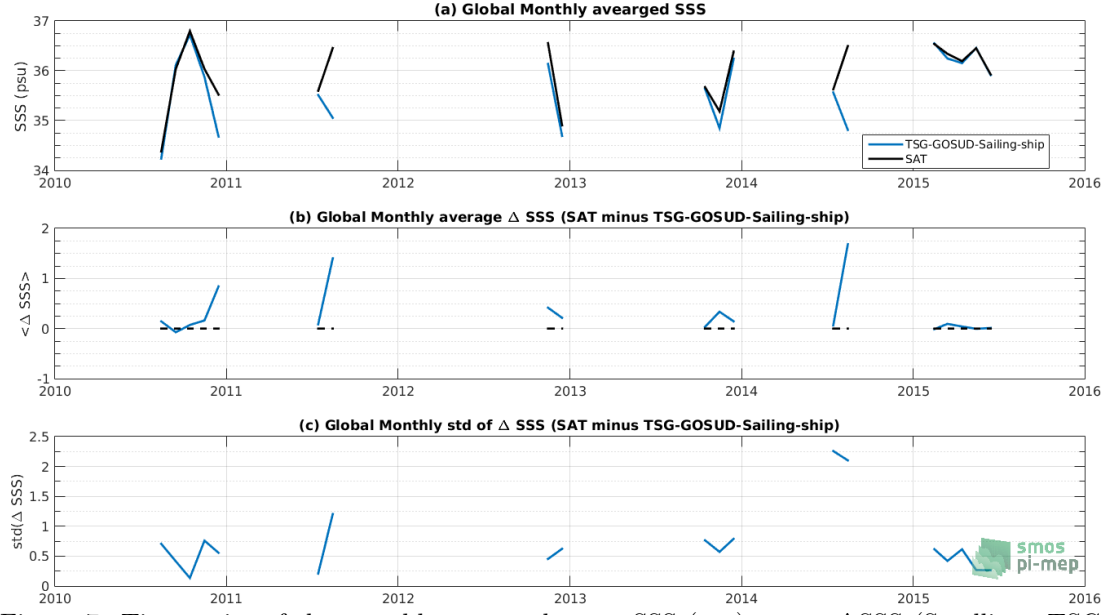 (a) Global Monthly avearged SSS
37
36
35
34
SSS (psu)
TSG-GOSUD-Sailing-ship
SAT
2010 2011 2012 2013 2014 2015 2016
(b) Global Monthly average Δ SSS (SAT minus TSG-GOSUD-Sailing-ship)
2
1
0
-1
<Δ SSS>
2010 2011 2012 2013 2014 2015 2016
(c) Global Monthly std of Δ SSS (SAT minus TSG-GOSUD-Sailing-ship)
2.5
2
1.5
1
0.5
0
std(Δ SSS)
smos
pi-mep
2010 2011 2012 2013 2014 2015 2016